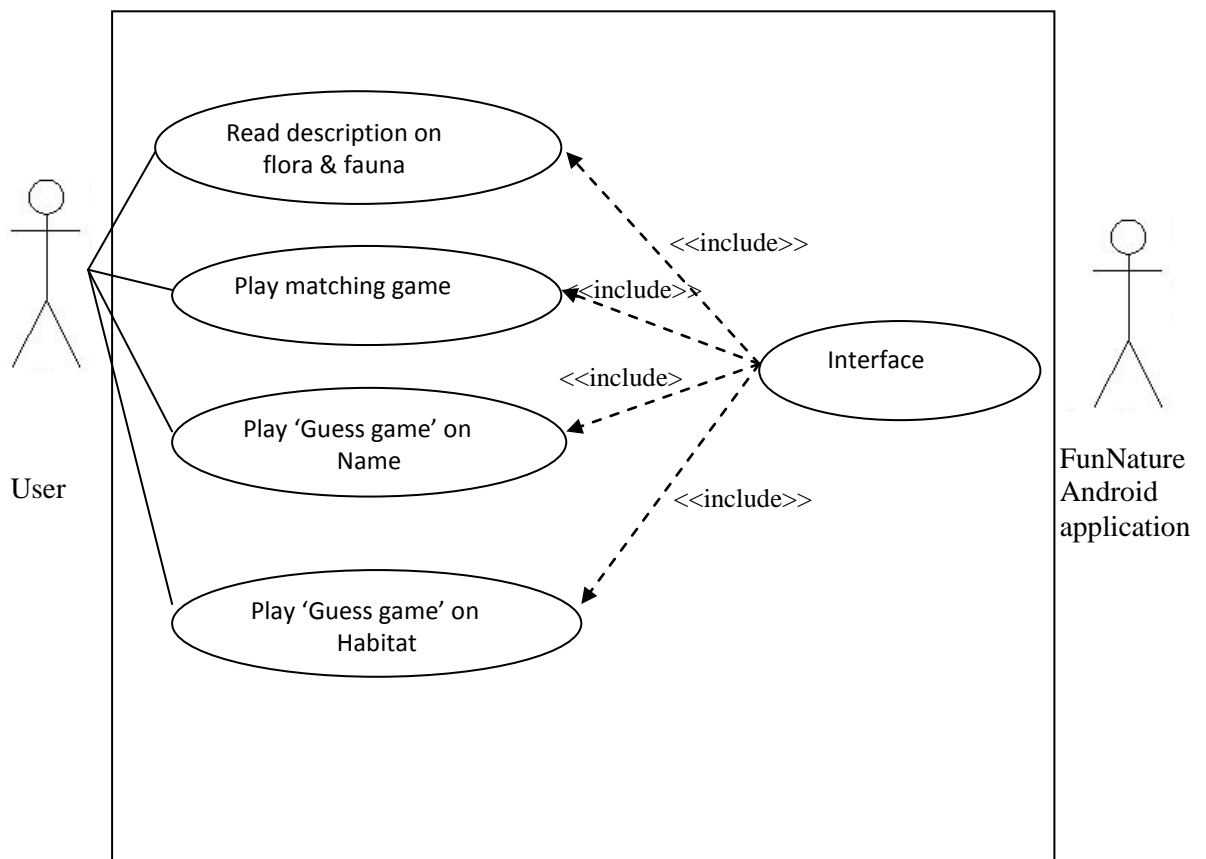 Read description on
flora & fauna
<<include>>
Play matching game
<<include>>
Interface
<<include>
Play ‘Guess game’ on
Name
User
FunNature
Android
application
<<include>>
Play ‘Guess game’ on
Habitat